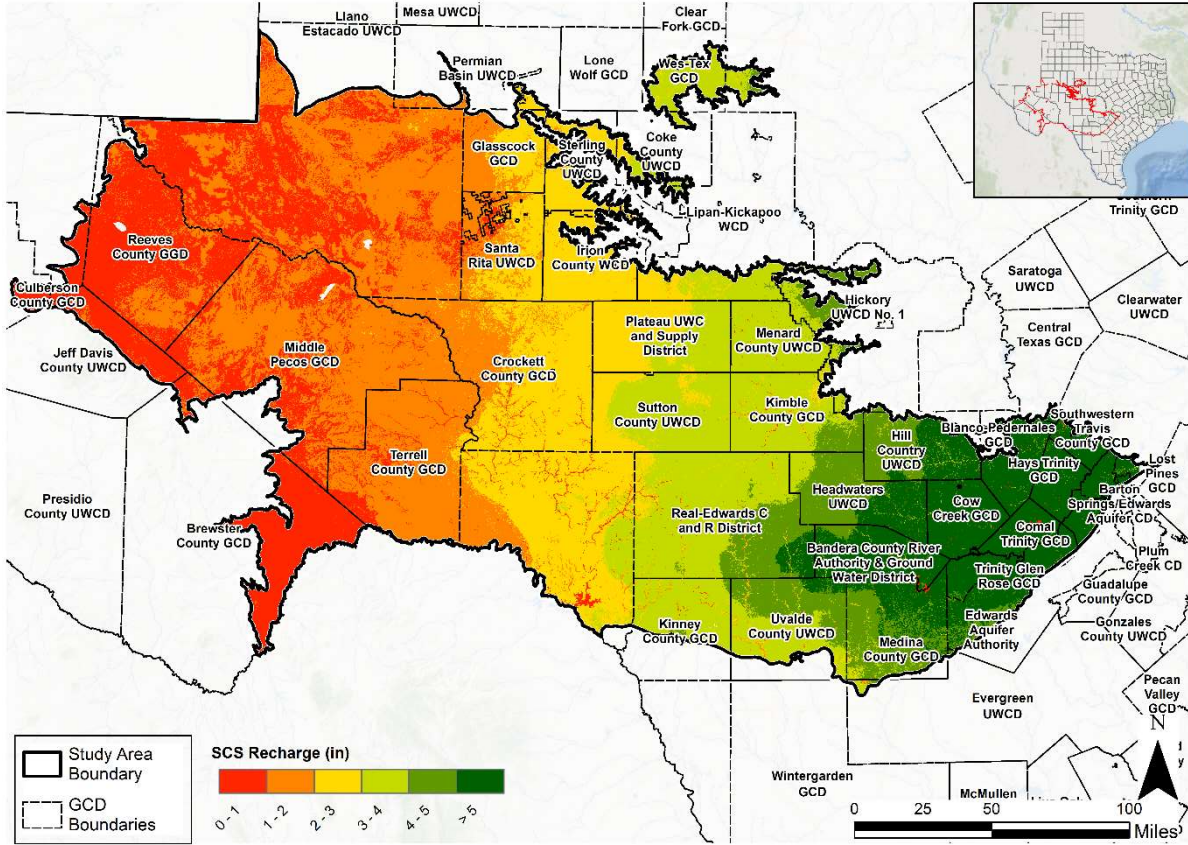 Llano
Estacado UWCD
Mesa UWCD
Clear
Fork GCD
Permian
Basin UWCD
Lone
Wolf GCD
Wes-Tex
GCD
Glasscock
GCD
Sterling
County
UWCD
Coke
County
UWCD
Lipan-Kickapoo
WCD
Santa
Rita UWCD
Irion
County WCD
Trinity GCD
Reeves
County GGD
Culberson
County GCD
Jeff Davis
County UWCD
Middle
Pecos GCD
Crockett
County GCD
Plateau UWC
and Supply
District
Menard
County UWCD
Hickory
UWCD No. 1
Saratoga
UWCD
Clearwater
UWCD
Central
Texas GCD
Sutton
County UWCD
Kimble
County GCD
Terrell
County GCD
Hill
Country
UWCD
Blanco-Pedernales
GCD
Southwestern
Travis
County GCD
Hays Trinity
GCD
Lost
Pines
GCD
Barton
Springs/Edwards
Aquifer CD
Presidio
County UWCD
Brewster
County GCD
Real-Edwards C
and R District
Headwaters
UWCD
Cow
Creek GCD
Comal
Trinity GCD
Bandera County River
Authority & Ground
Water District
Trinity Glen
Rose GCD
Plum
Creek CD
Guadalupe
County GCD
Gonzales
County UWCD
Kinney
County GCD
Uvalde
County UWCD
Medina
County GCD
Edwards
Aquifer
Authority
Evergreen
UWCD
Pecan
Valley
GCD
Wintergarden
GCD
McMullen
N
Study Area
Boundary
GCD
Boundaries
SCS Recharge (in)
0 - 1
1 - 2
2 - 3
3 - 4
4 - 5
> 5
0 25 50 100
Miles